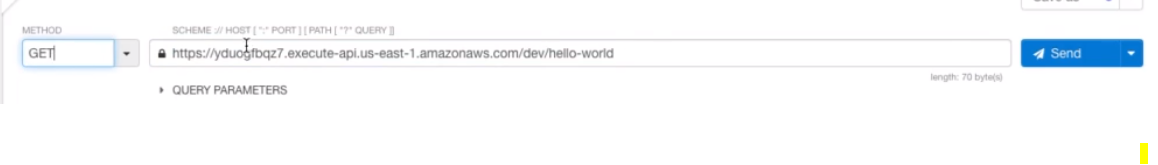 METHOD
SCHEME :// HOST [ ":" PORT ] [ PATH [ "?" QUERY ]]
GET
https://yduogfbqz7.execute-api.us-east-1.amazonaws.com/dev/hello-world
Send
length: 70 byte(s)
QUERY PARAMETERS